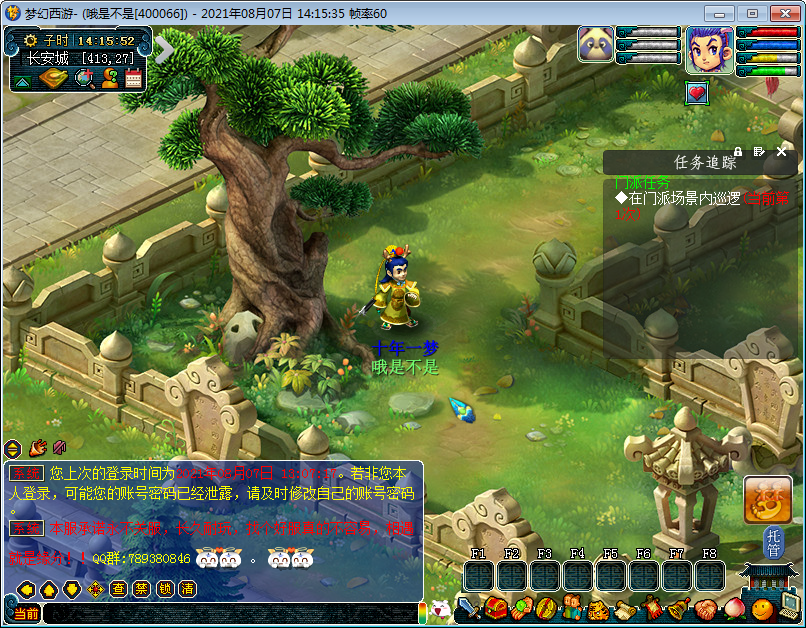 梦幻西游- (哦是不是[400066]) - 2021年08月07日 14:15:35 帧率60
子时 14:15:52
长安城 [413,27]
任务追踪
门派任务
◆在门派场景内巡逻
十年一梦
哦是不是
[系统] 您上次的登录时间为 。若非您本
人登录，可能您的账号密码已经泄露，请及时修改自己的账号密码
。
[系统]
QQ群:789380846 。
查 禁 锁 清
当前
F1 F2 F3 F4 F5 F6 F7 F8
托管